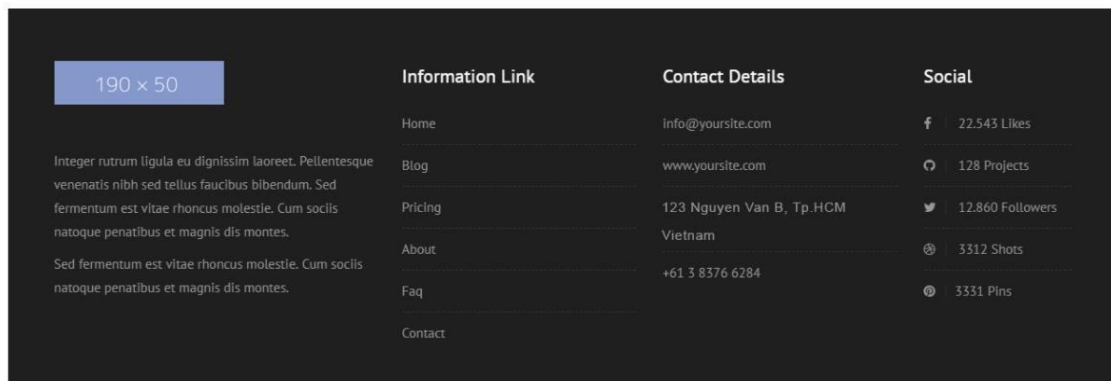 190 × 50
Integer rutrum ligula eu dignissim laoreet. Pellentesque
venenatis nibh sed tellus faucibus bibendum. Sed
fermentum est vitae rhoncus molestie. Cum sociis
natoque penatibus et magnis dis montes.
Sed fermentum est vitae rhoncus molestie. Cum sociis
natoque penatibus et magnis dis montes.
Information Link
Home
Blog
Pricing
About
Faq
Contact
Contact Details
info@yoursite.com
www.yoursite.com
123 Nguyen Van B, Tp.HCM
Vietnam
+61 3 8376 6284
Social
22.543 Likes
128 Projects
12.860 Followers
3312 Shots
3331 Pins